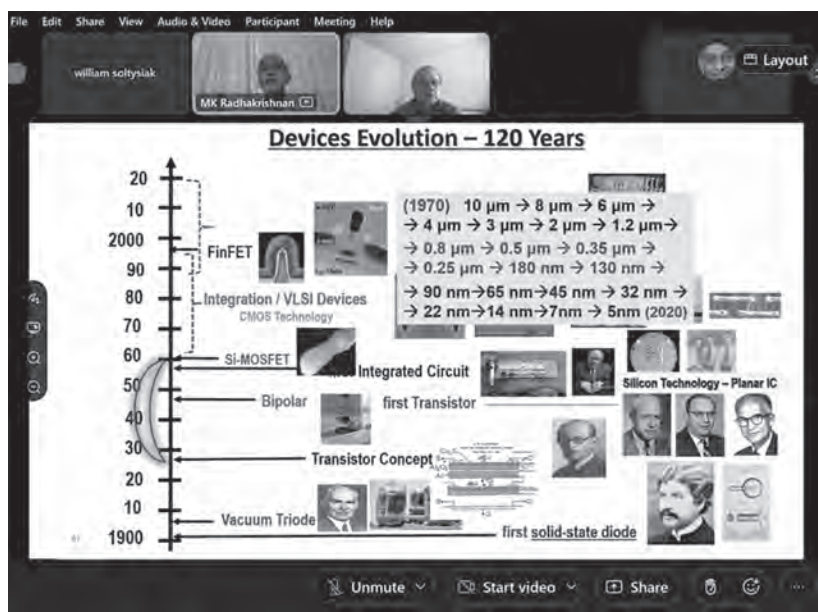 File Edit Share View Audio & Video Participant Meeting Help
william soltysiak
MK Radhakrishnan
Layout
Devices Evolution – 120 Years
20
10
2000
90
80
70
60
50
40
30
20
10
1900
(1970) 10 µm → 8 µm → 6 µm →
→ 4 µm → 3 µm → 2 µm → 1.2 µm→
→ 0.8 µm → 0.5 µm → 0.35 µm →
→ 0.25 µm → 180 nm → 130 nm →
→ 90 nm→65 nm→45 nm → 32 nm →
→ 22 nm→14 nm→7nm → 5nm (2020)
FinFET
Integration / VLSI Devices
CMOS Technology
Si-MOSFET
Integrated Circuit
Silicon Technology – Planar IC
Bipolar
first Transistor
Transistor Concept
Vacuum Triode
first solid-state diode
Unmute
Start video
Share